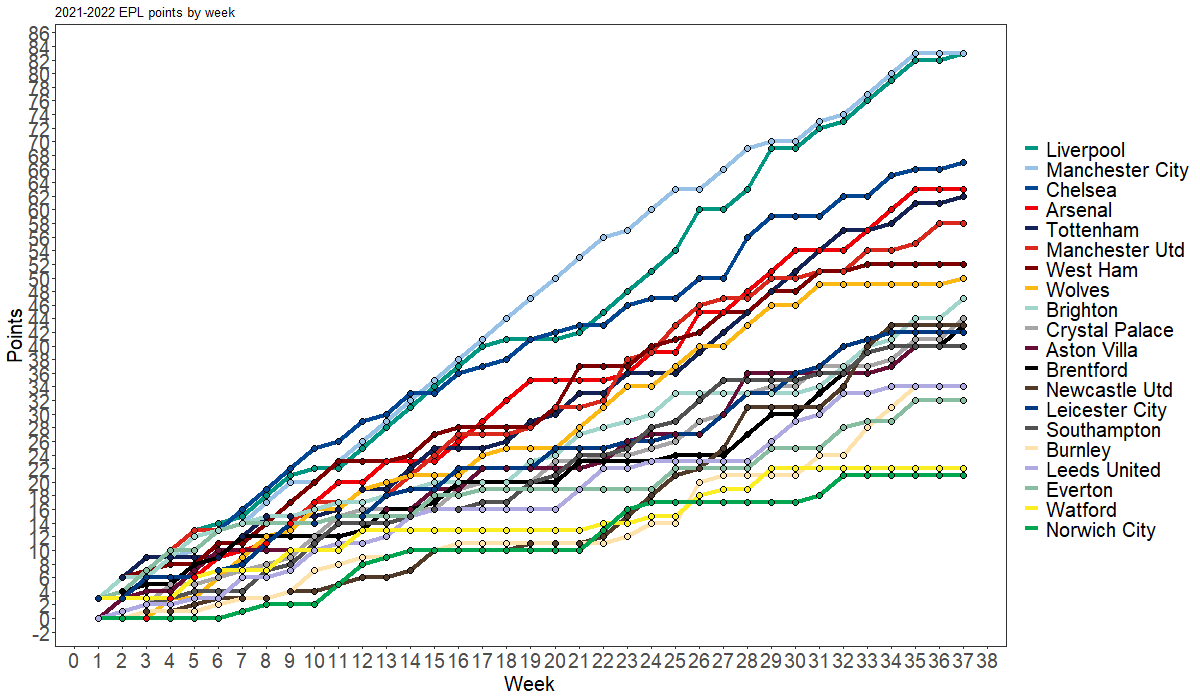 2021-2022 EPL points by week
86
84
82
80
78
76
74
72
70
68
66
64
62
60
58
56
54
52
50
48
46
44
42
40
38
36
34
32
30
28
26
24
22
20
18
16
14
12
10
8
6
4
2
0
-2
Points
0 1 2 3 4 5 6 7 8 9 10 11 12 13 14 15 16 17 18 19 20 21 22 23 24 25 26 27 28 29 30 31 32 33 34 35 36 37 38
Week
Liverpool
Manchester City
Chelsea
Arsenal
Tottenham
Manchester Utd
West Ham
Wolves
Brighton
Crystal Palace
Aston Villa
Brentford
Newcastle Utd
Leicester City
Southampton
Burnley
Leeds United
Everton
Watford
Norwich City